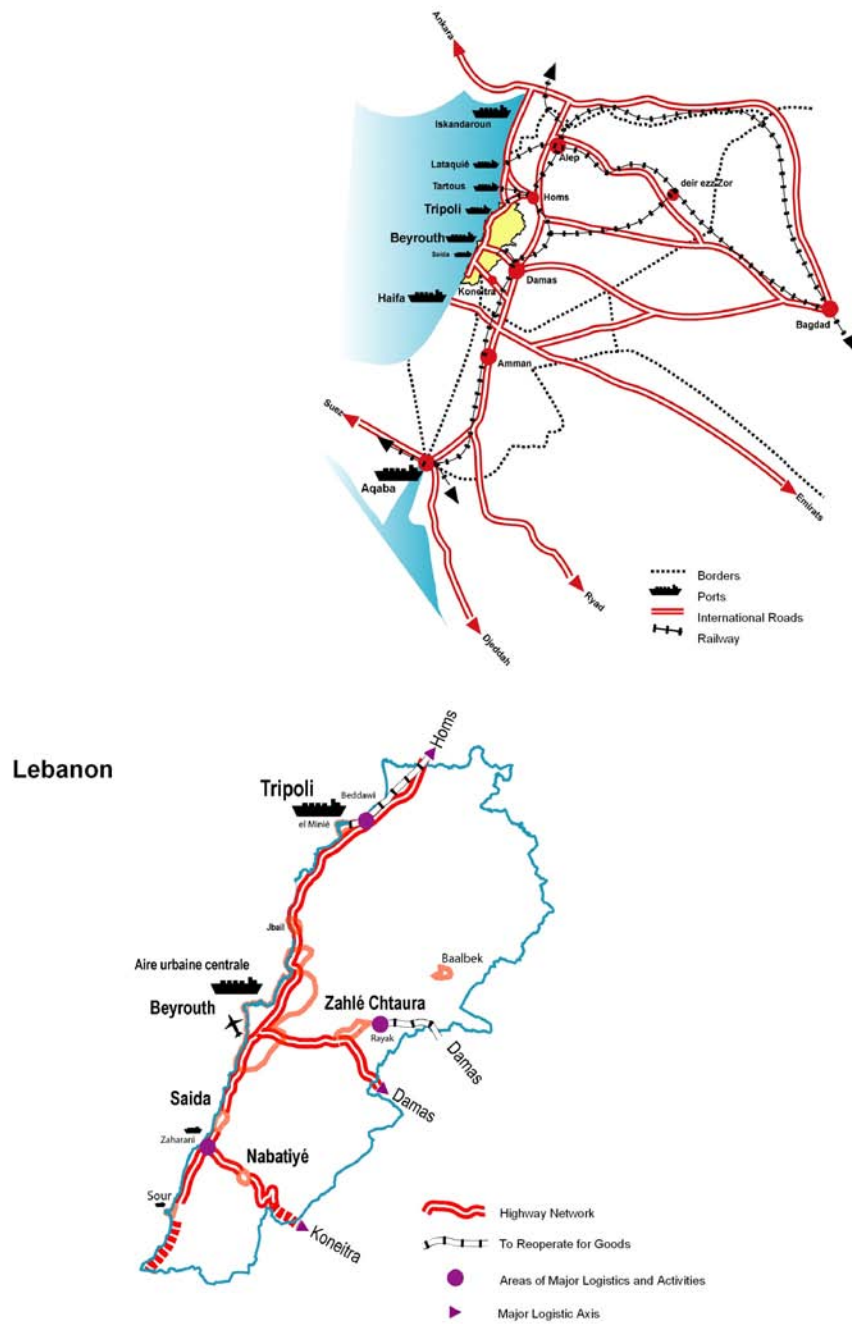 Ankara
Iskandaroun
Lataquié
Alep
Tartous
deir ezz Zor
Homs
Tripoli
Beyrouth
Saida
Damas
Koneitra
Haifa
Bagdad
Amman
Suez
Aqaba
Emirats
Ryad
Djeddah
Borders
Ports
International Roads
Railway
Lebanon
Homs
Tripoli
Beddawii
el Minié
Jbail
Aire urbaine centrale
Baalbek
Beyrouth
Zahlé Chtaura
Rayak
Damas
Damas
Saida
Zaharani
Nabatiyé
Sour
Koneitra
Highway Network
To Reoperate for Goods
Areas of Major Logistics and Activities
Major Logistic Axis